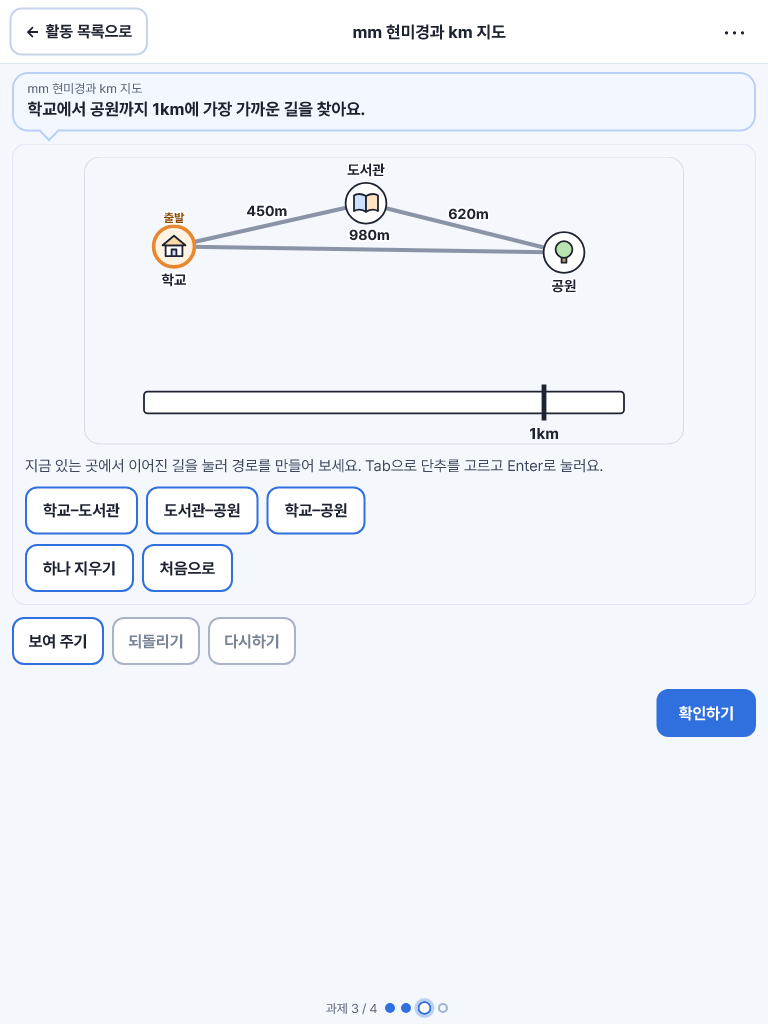 ← 활동 목록으로
mm 현미경과 km 지도
mm 현미경과 km 지도
학교에서 공원까지 1km에 가장 가까운 길을 찾아요.
도서관
출발
450m
620m
980m
학교
공원
1km
지금 있는 곳에서 이어진 길을 눌러 경로를 만들어 보세요. Tab으로 단추를 고르고 Enter로 눌러요.
학교–도서관
도서관–공원
학교–공원
하나 지우기
처음으로
보여 주기
되돌리기
다시하기
확인하기
과제 3 / 4